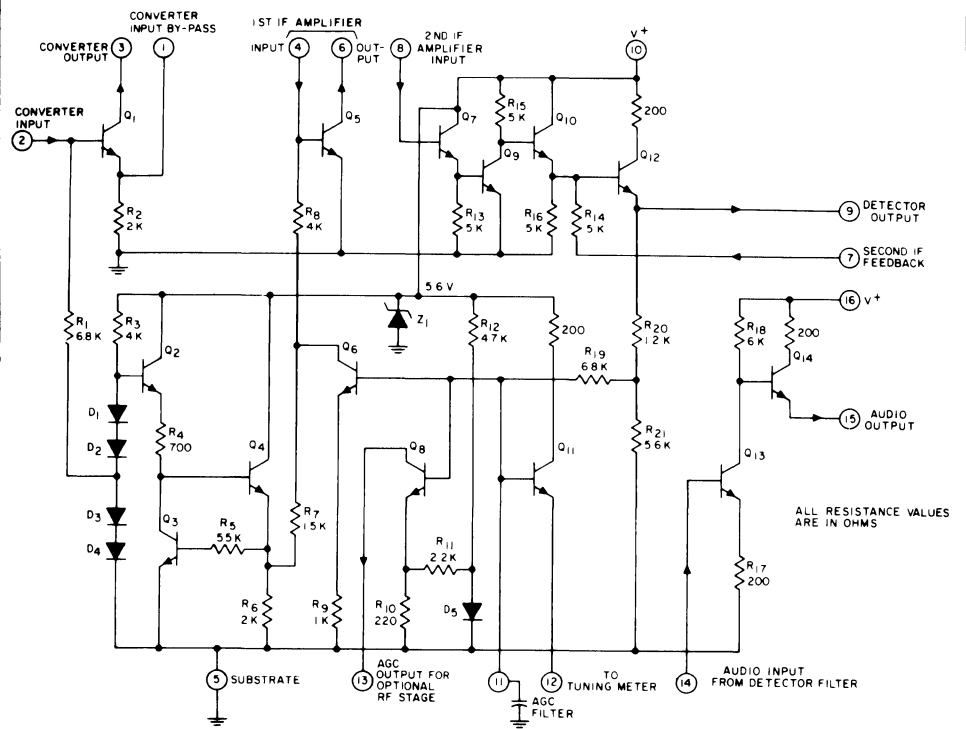 CONVERTER
INPUT BY-PASS
1ST IF AMPLIFIER
CONVERTER
OUTPUT
3
1
INPUT
4
6
OUT-
PUT
8
2ND IF
AMPLIFIER
INPUT
V+
10
CONVERTER
INPUT
2
Q1
Q5
Q7
R15
5K
Q9
Q10
200
Q12
R2
2K
R8
4K
R13
5K
R16
5K
R14
5K
9
DETECTOR
OUTPUT
7
SECOND IF
FEEDBACK
5.6V
16
V+
R1
6.8K
R3
4K
Q2
Z1
R12
4.7K
200
R20
1.2K
R18
6K
200
Q6
R19
6.8K
Q14
D1
R4
700
15
AUDIO
OUTPUT
D2
Q4
Q8
Q11
R21
5.6K
Q13
D3
Q3
R5
5.5K
R7
1.5K
ALL RESISTANCE VALUES
ARE IN OHMS
D4
R11
2.2K
R6
2K
R9
1K
R10
220
D5
R17
200
5
SUBSTRATE
13
AGC
OUTPUT FOR
OPTIONAL
RF STAGE
11
AGC
FILTER
12
TO
TUNING METER
14
AUDIO INPUT
FROM DETECTOR FILTER